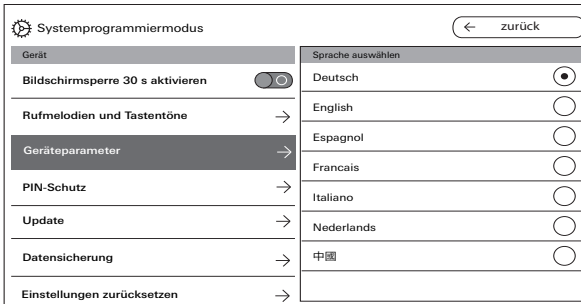 Systemprogrammiermodus
zurück
Gerät
Bildschirmsperre 30 s aktivieren
Rufmelodien und Tastentöne
Geräteparameter
PIN-Schutz
Update
Datensicherung
Einstellungen zurücksetzen
Sprache auswählen
Deutsch
English
Espagnol
Francais
Italiano
Nederlands
中國